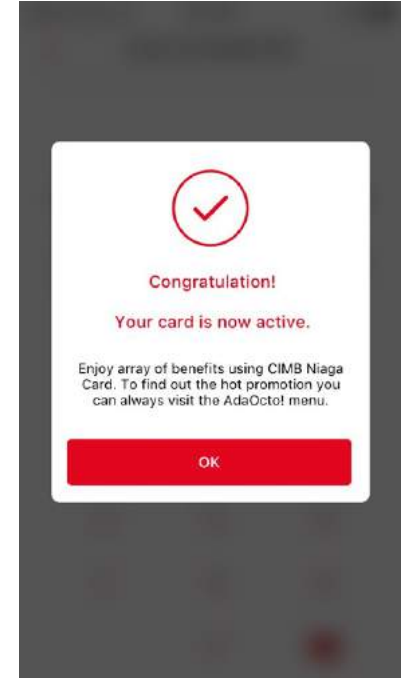 Congratulation!
Your card is now active.
Enjoy array of benefits using CIMB Niaga
Card. To find out the hot promotion you
can always visit the AdaOcto! menu.
OK